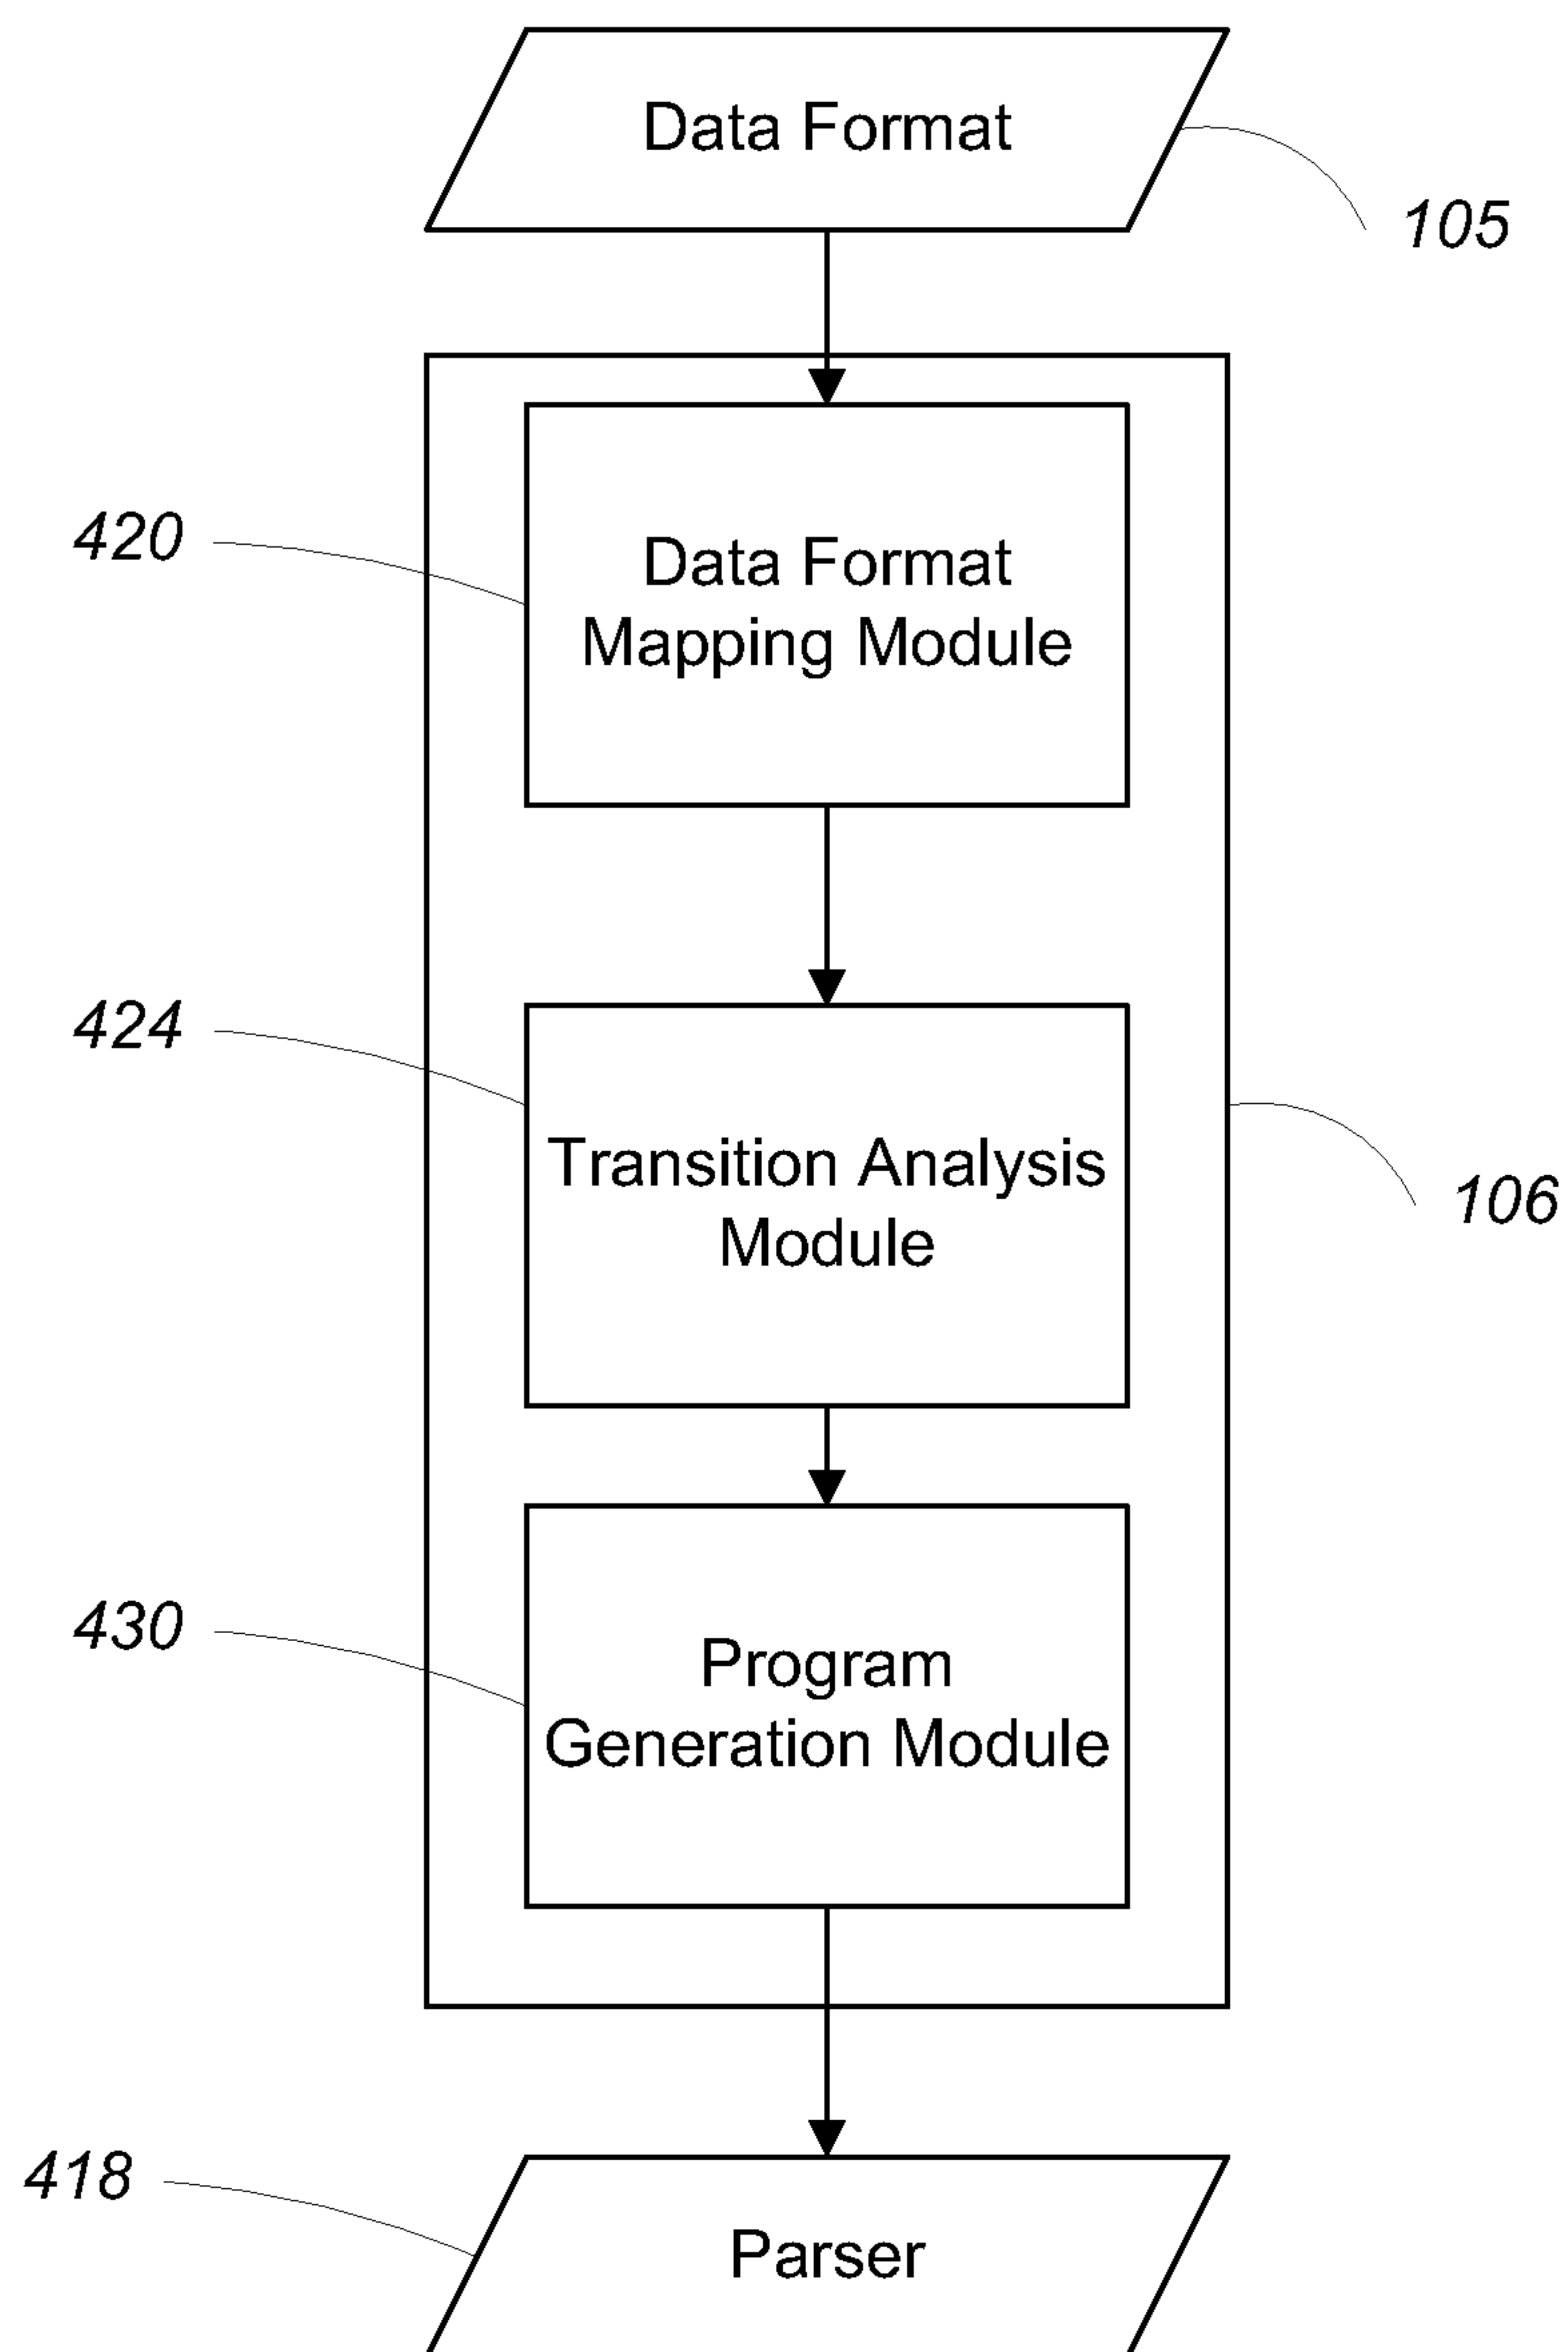 Data Format
105
420
Data Format
Mapping Module
424
Transition Analysis
Module
106
430
Program
Generation Module
418
Parser